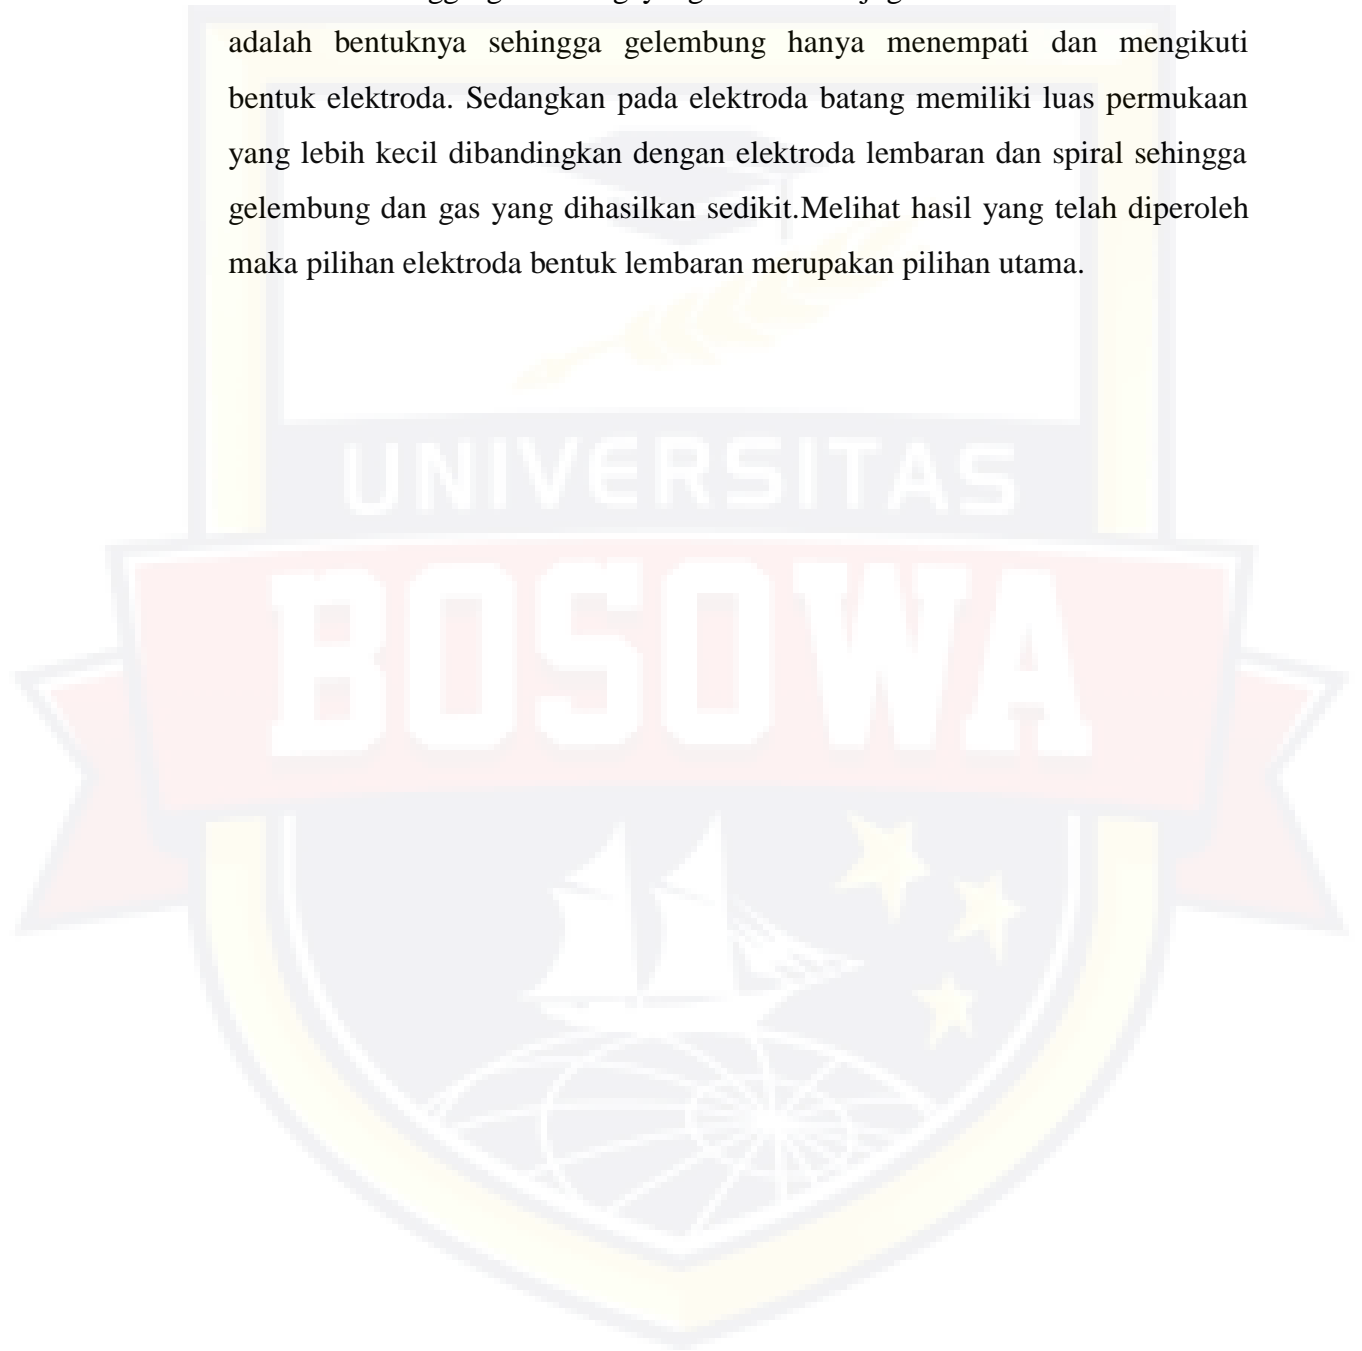 adalah bentuknya sehingga gelembung hanya menempati dan mengikuti
bentuk elektroda. Sedangkan pada elektroda batang memiliki luas permukaan
yang lebih kecil dibandingkan dengan elektroda lembaran dan spiral sehingga
gelembung dan gas yang dihasilkan sedikit.Melihat hasil yang telah diperoleh
maka pilihan elektroda bentuk lembaran merupakan pilihan utama.
UNIVERSITAS
BOSOWA